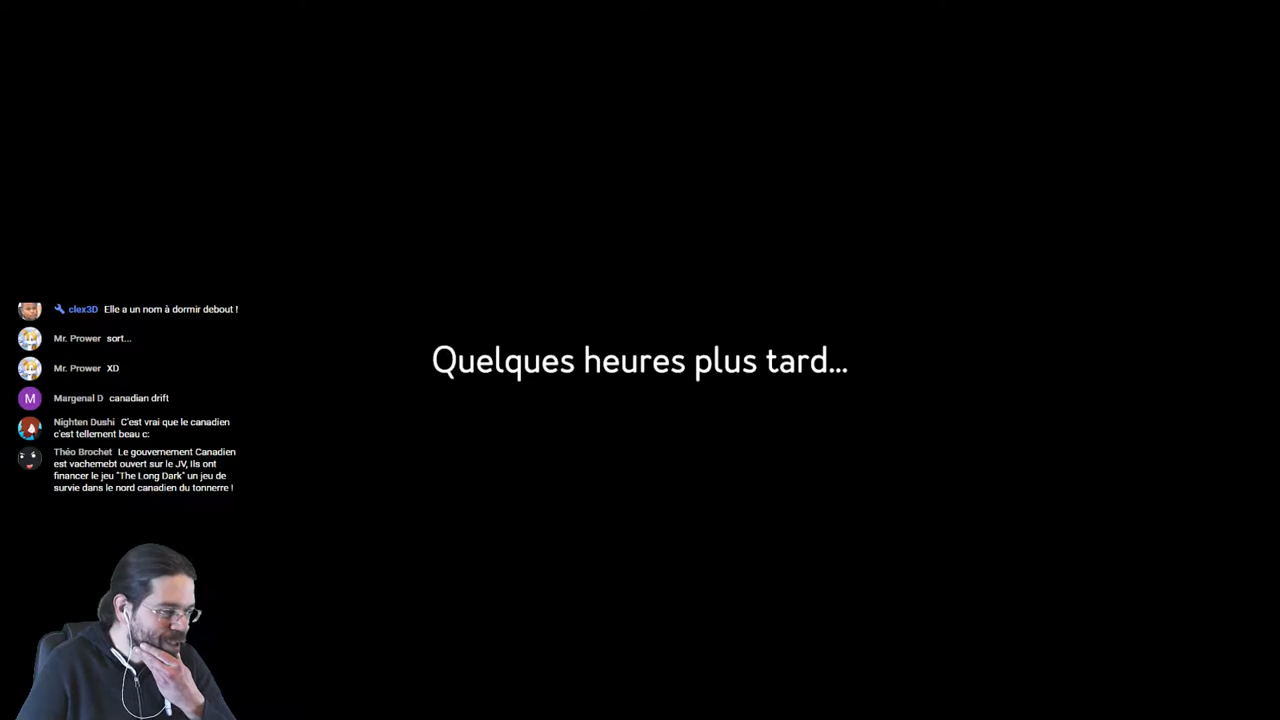 clex3D Elle a un nom à dormir debout !
Mr. Prower sort...
Mr. Prower XD
M Margenal D canadian drift
Nighten Dushi C'est vrai que le canadien
c'est tellement beau c:
Théo Brochet Le gouvernement Canadien
est vachemebt ouvert sur le JV, Ils ont
financer le jeu "The Long Dark" un jeu de
survie dans le nord canadien du tonnerre !
Quelques heures plus tard...